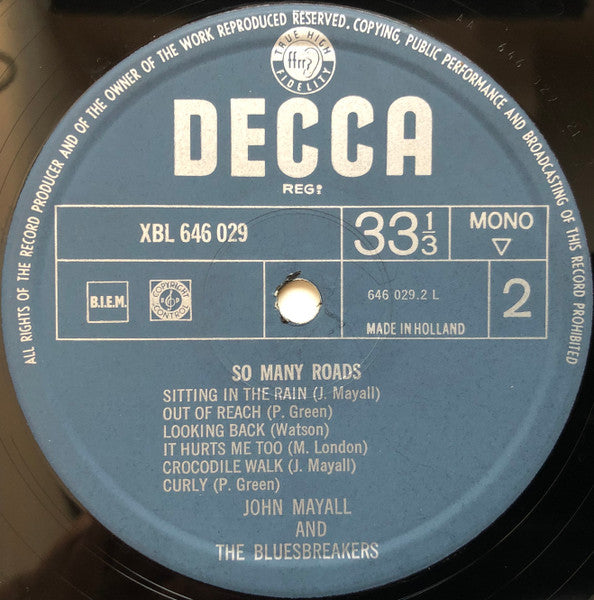 ALL RIGHTS OF THE RECORD PRODUCER AND OF THE OWNER OF THE WORK REPRODUCED RESERVED. COPYING, PUBLIC PERFORMANCE AND BROADCASTING OF THIS RECORD PROHIBITED
TRUE HIGH
ffrr
FIDELITY
DECCA
REGD
XBL 646 029
33 1/3
MONO
▽
B.I.E.M.
COPYRIGHT
B P
CONTROL
646 029.2 L
MADE IN HOLLAND
2
SO MANY ROADS
SITTING IN THE RAIN (J. Mayall)
OUT OF REACH (P. Green)
LOOKING BACK (Watson)
IT HURTS ME TOO (M. London)
CROCODILE WALK (J. Mayall)
CURLY (P. Green)
JOHN MAYALL
AND
THE BLUESBREAKERS